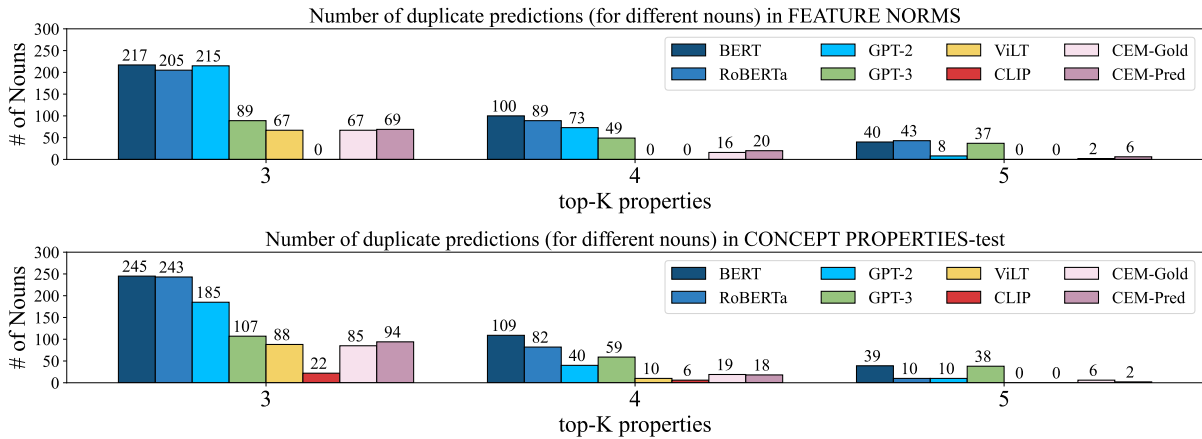 Number of duplicate predictions (for different nouns) in FEATURE NORMS
300
250
200
150
100
50
0
# of Nouns
BERT GPT-2 ViLT CEM-Gold
RoBERTa GPT-3 CLIP CEM-Pred
217 205 215 89 67 0 67 69
100 89 73 49 0 0 16 20
40 43 8 37 0 0 2 6
3 4 5
top-K properties
Number of duplicate predictions (for different nouns) in CONCEPT PROPERTIES-test
300
250
200
150
100
50
0
# of Nouns
BERT GPT-2 ViLT CEM-Gold
RoBERTa GPT-3 CLIP CEM-Pred
245 243 185 107 88 22 85 94
109 82 40 59 10 6 19 18
39 10 10 38 0 0 6 2
3 4 5
top-K properties